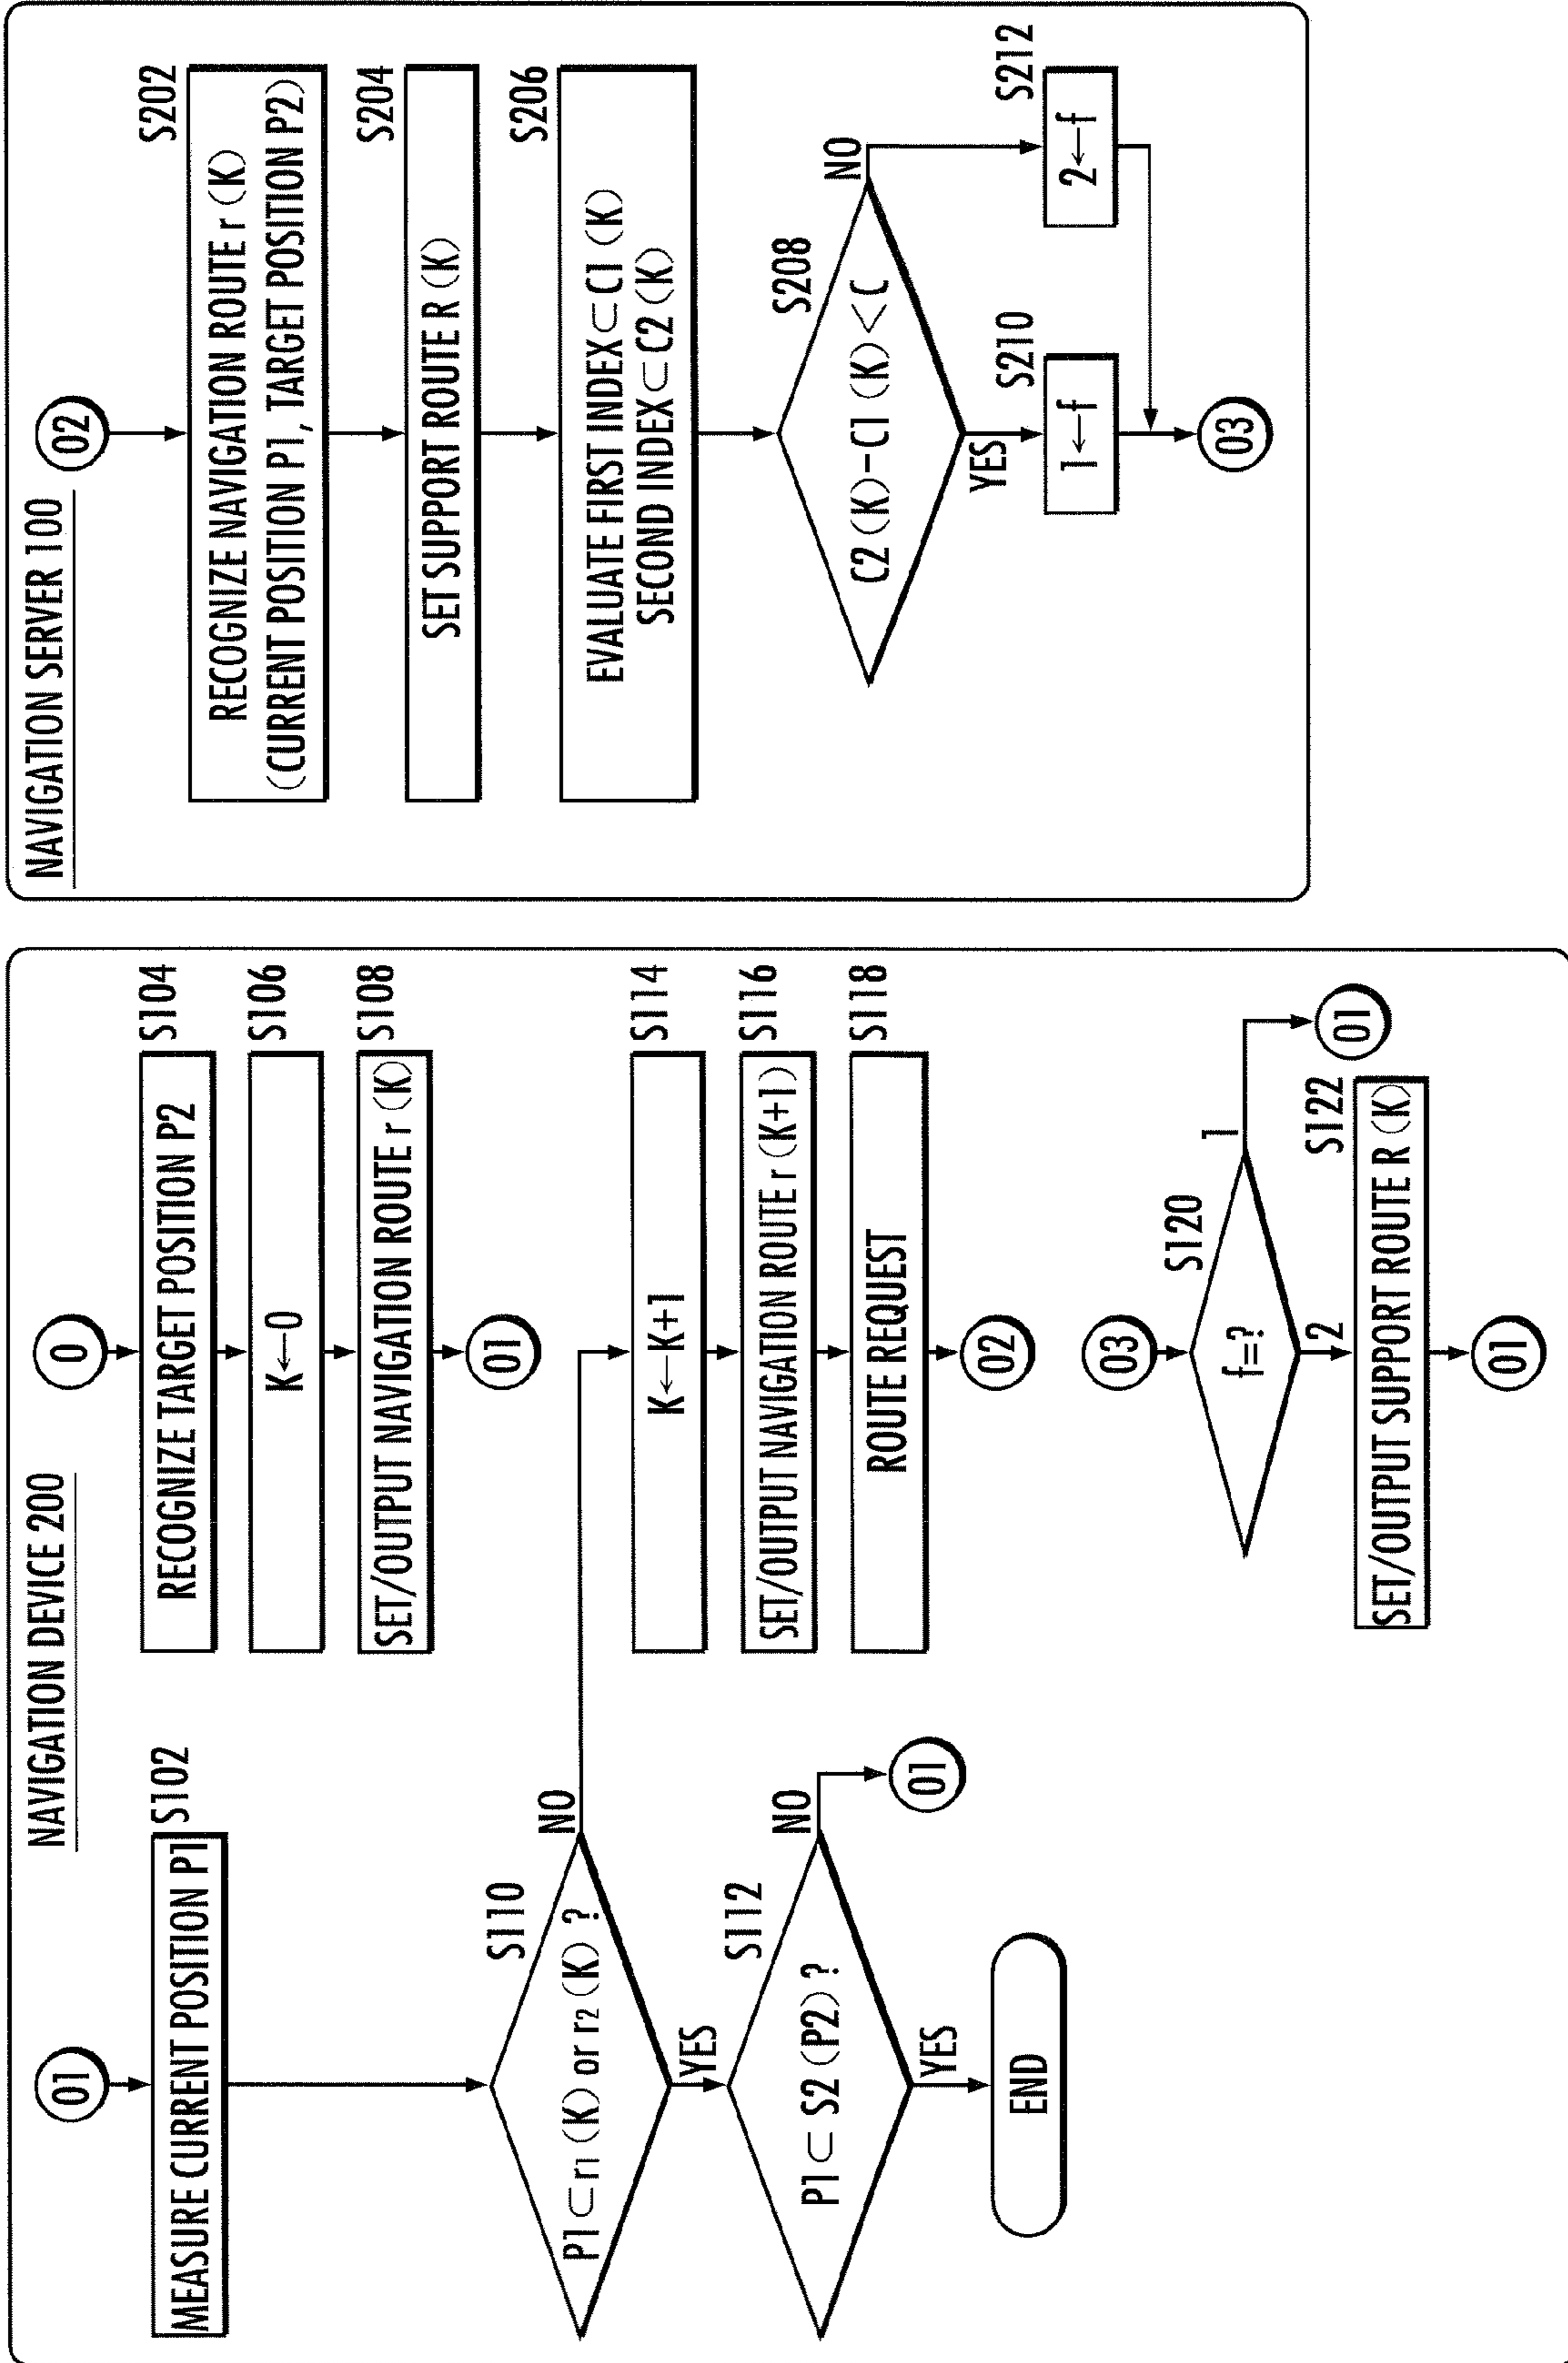 NAVIGATION DEVICE 200
01
MEASURE CURRENT POSITION P1
S102
S110
P1⊂r1(K) or r2(K) ?
NO
YES
S112
P1⊂S2(P2)?
NO
01
YES
END
0
RECOGNIZE TARGET POSITION P2
S104
K←0
S106
SET/OUTPUT NAVIGATION ROUTE r(K)
S108
01
K←K+1
S114
SET/OUTPUT NAVIGATION ROUTE r(K+1)
S116
ROUTE REQUEST
S118
02
03
S120
f=?
1
01
2
S122
SET/OUTPUT SUPPORT ROUTE R(K)
01
NAVIGATION SERVER 100
02
S202
RECOGNIZE NAVIGATION ROUTE r(K)
(CURRENT POSITION P1, TARGET POSITION P2)
S204
SET SUPPORT ROUTE R(K)
S206
EVALUATE FIRST INDEX⊂C1(K)
SECOND INDEX⊂C2(K)
S208
C2(K)-C1(K)<C
NO
YES
S210
1←f
S212
2←f
03